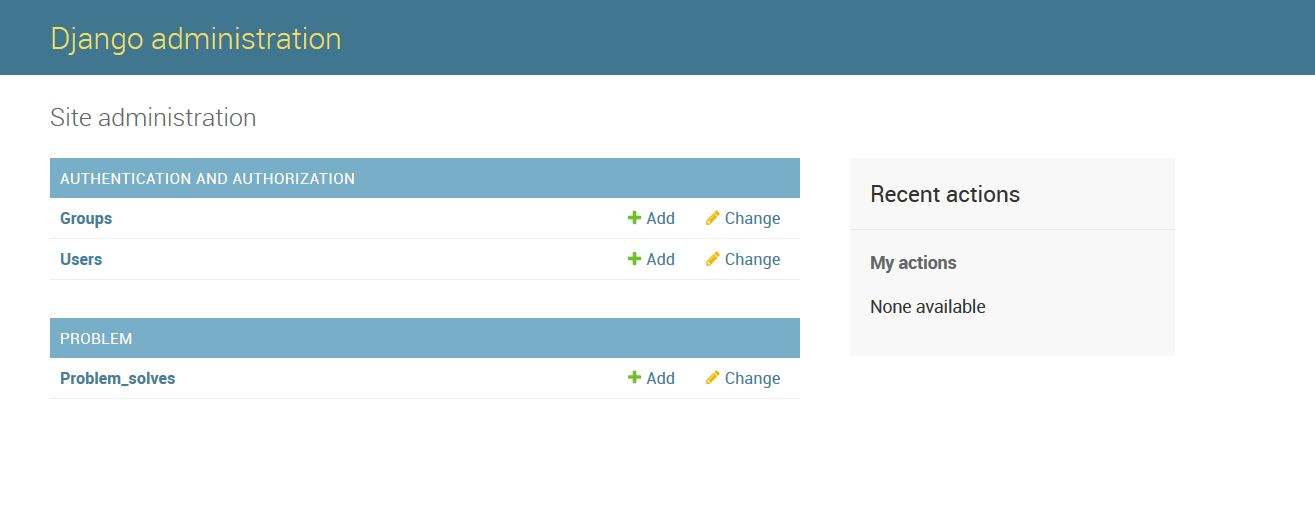 Django administration
Site administration
AUTHENTICATION AND AUTHORIZATION
Groups Add Change
Users Add Change
PROBLEM
Problem_solves Add Change
Recent actions
My actions
None available